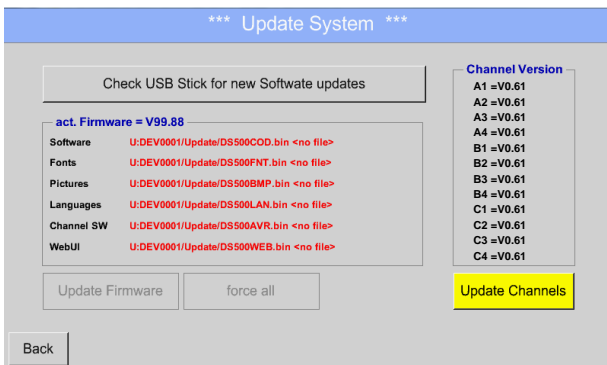 *** Update System ***
Check USB Stick for new Softwate updates
act. Firmware = V99.88
Software U:DEV0001/Update/DS500COD.bin <no file>
Fonts U:DEV0001/Update/DS500FNT.bin <no file>
Pictures U:DEV0001/Update/DS500BMP.bin <no file>
Languages U:DEV0001/Update/DS500LAN.bin <no file>
Channel SW U:DEV0001/Update/DS500AVR.bin <no file>
WebUI U:DEV0001/Update/DS500WEB.bin <no file>
Update Firmware
force all
Channel Version
A1 =V0.61
A2 =V0.61
A3 =V0.61
A4 =V0.61
B1 =V0.61
B2 =V0.61
B3 =V0.61
B4 =V0.61
C1 =V0.61
C2 =V0.61
C3 =V0.61
C4 =V0.61
Update Channels
Back